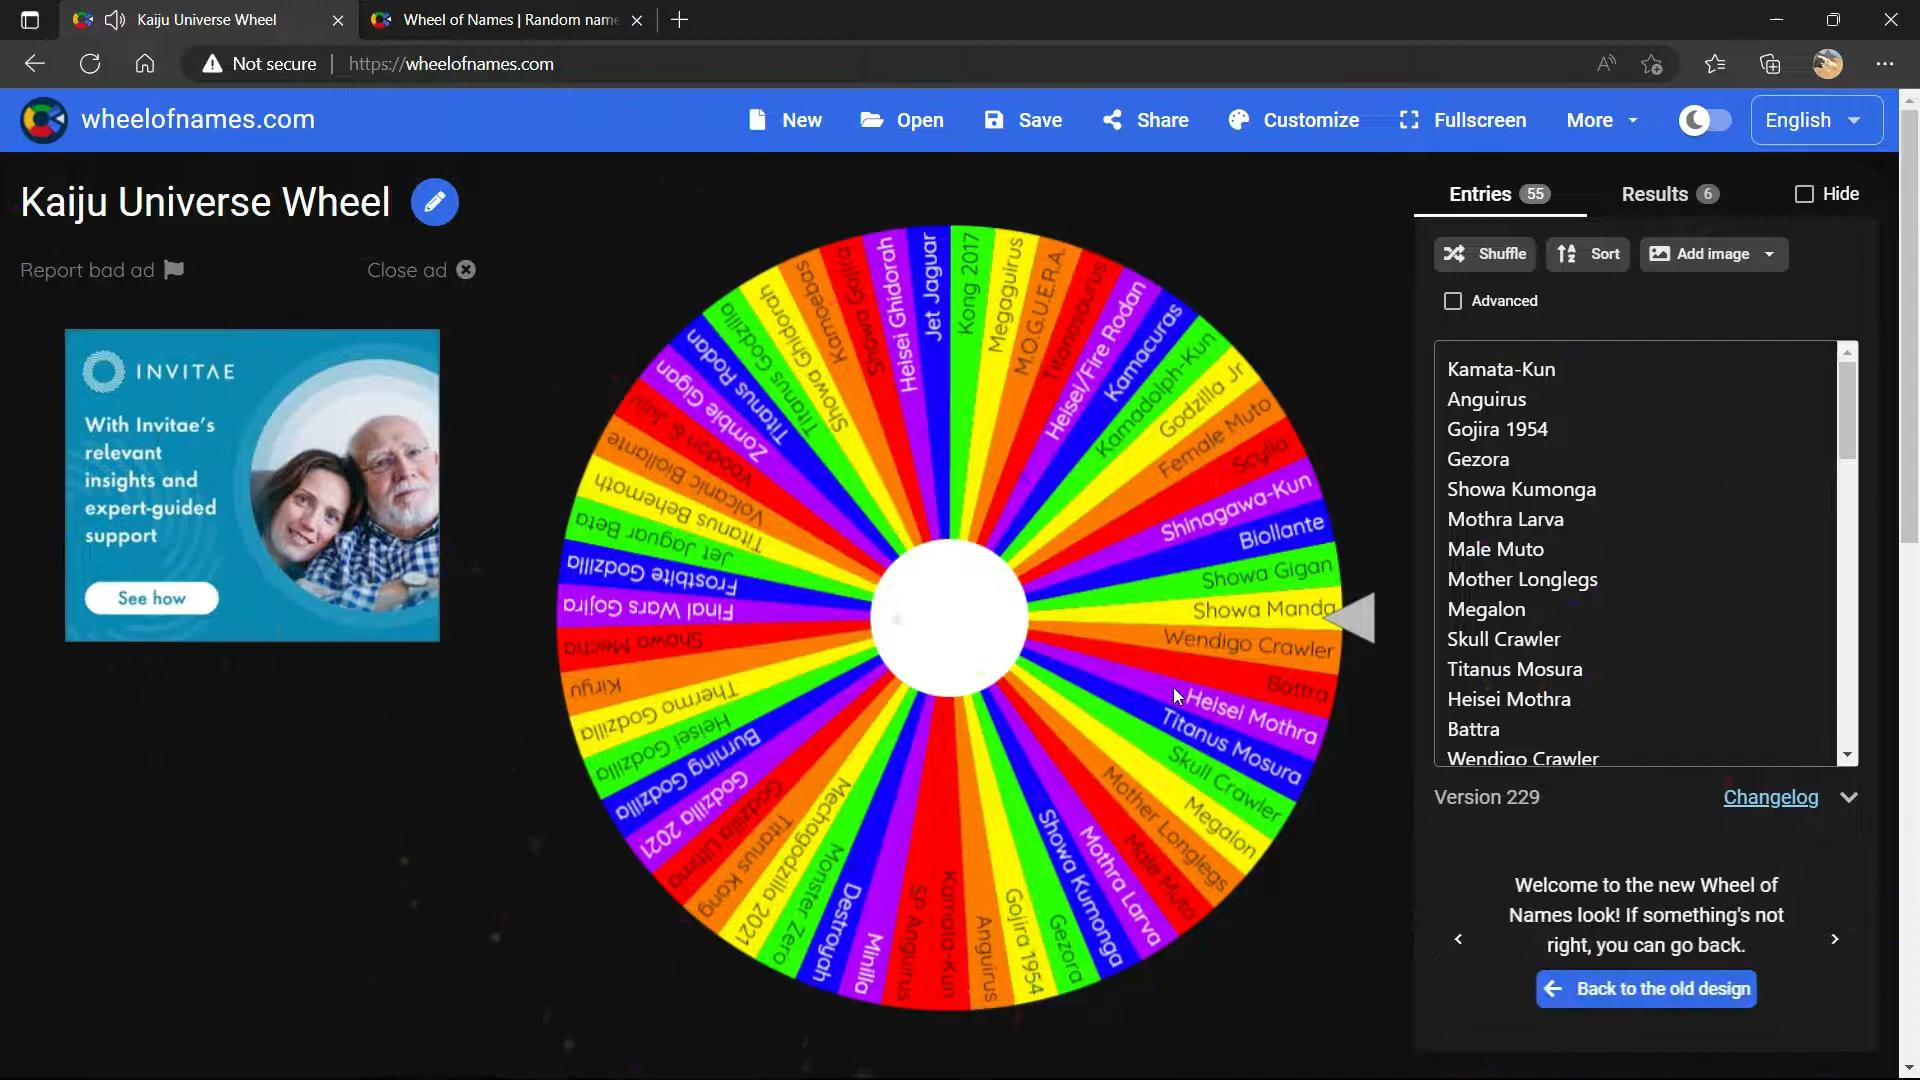 Kaiju Universe Wheel
Wheel of Names | Random name
Not secure
https://wheelofnames.com
wheelofnames.com
New
Open
Save
Share
Customize
Fullscreen
More
English
Kaiju Universe Wheel
Report bad ad
Close ad
INVITAE
With Invitae's
relevant
insights and
expert-guided
support
See how
Jet Jaguar
Kong 2017
Megaguirus
M.O.G.U.E.R.A.
Titanosaurus
Heisei/Fire Rodan
Kamacuras
Kamadolph-Kun
Godzilla Jr
Female Muto
Scylla
Shinagawa-Kun
Biollante
Showa Gigan
Showa Manda
Wendigo Crawler
Battra
Heisei Mothra
Titanus Mosura
Skull Crawler
Megalon
Mother Longlegs
Male Muto
Mothra Larva
Showa Kumonga
Gezora
Gojira 1954
Anguirus
Kamata-Kun
SP Anguirus
Minilla
Destroyah
Monster Zero
Mechagodzilla 2021
Titanus Kong
Godzilla Ultima
Godzilla 2021
Burning Godzilla
Heisei Godzilla
Thermo Godzilla
Kiryu
Showa Mecha
Final Wars Gojira
Frostbite Godzilla
Jet Jaguar Beta
Titanus Behemoth
Volcanic Biollante
Voodon & Juju
Zombie Gigan
Titanus Rodan
Titanus Godzilla
Showa Ghidorah
Kamoebas
Showa Gojira
Heisei Ghidorah
Entries 55
Results 6
Hide
Shuffle
Sort
Add image
Advanced
Kamata-Kun
Anguirus
Gojira 1954
Gezora
Showa Kumonga
Mothra Larva
Male Muto
Mother Longlegs
Megalon
Skull Crawler
Titanus Mosura
Heisei Mothra
Battra
Wendigo Crawler
Version 229
Changelog
Welcome to the new Wheel of
Names look! If something's not
right, you can go back.
Back to the old design